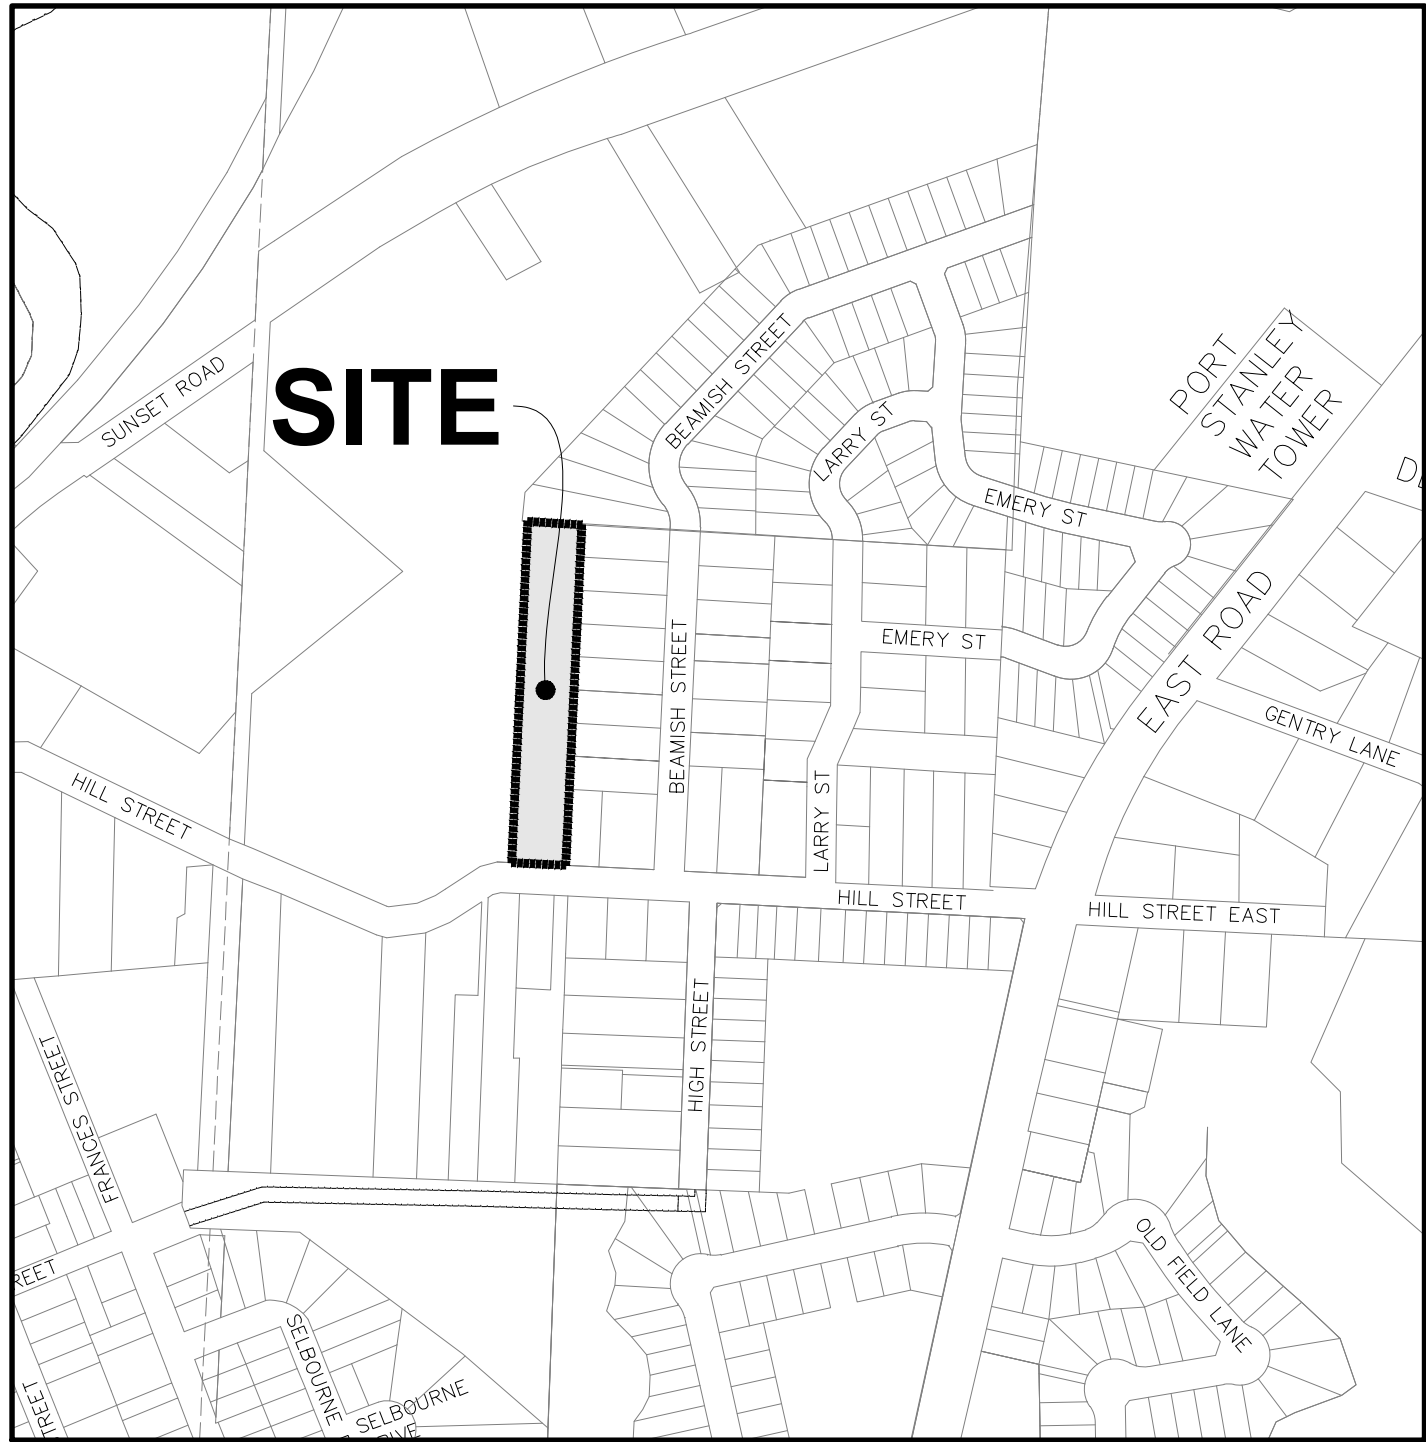 PORT
STANLEY
WATER
TOWER
SUNSET ROAD
SITE
BEAMISH STREET
LARRY ST
EMERY ST
EAST ROAD
EMERY ST
BEAMISH STREET
GENTRY LANE
HILL STREET
LARRY ST
HILL STREET
HILL STREET EAST
HIGH STREET
FRANCES STREET
OLD FIELD LANE
SELBOURNE
SELBOURNE